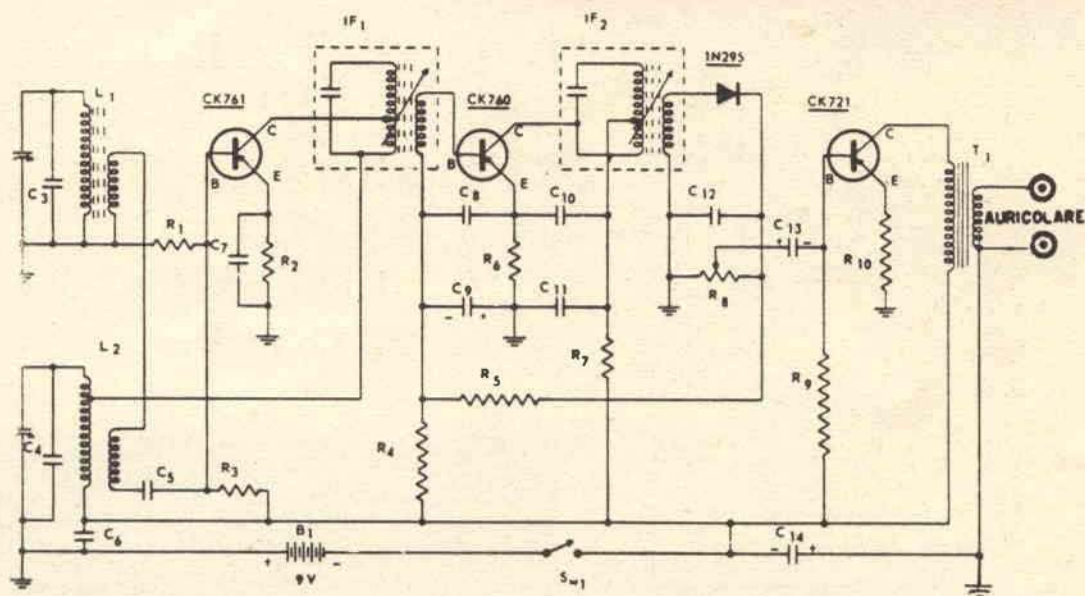 IF1
IF2
1N295
L1
CK761
CK760
CK721
C
B
E
C
B
E
C
B
E
T1
C3
R1
C7
R2
C8
C10
C12
C13
+ -
R10
AURICOLARE
R6
C9
- +
C11
R8
L2
R7
R5
R9
R4
C4
C5
R3
C6
B1
+ -
9V
SW1
C14
- +